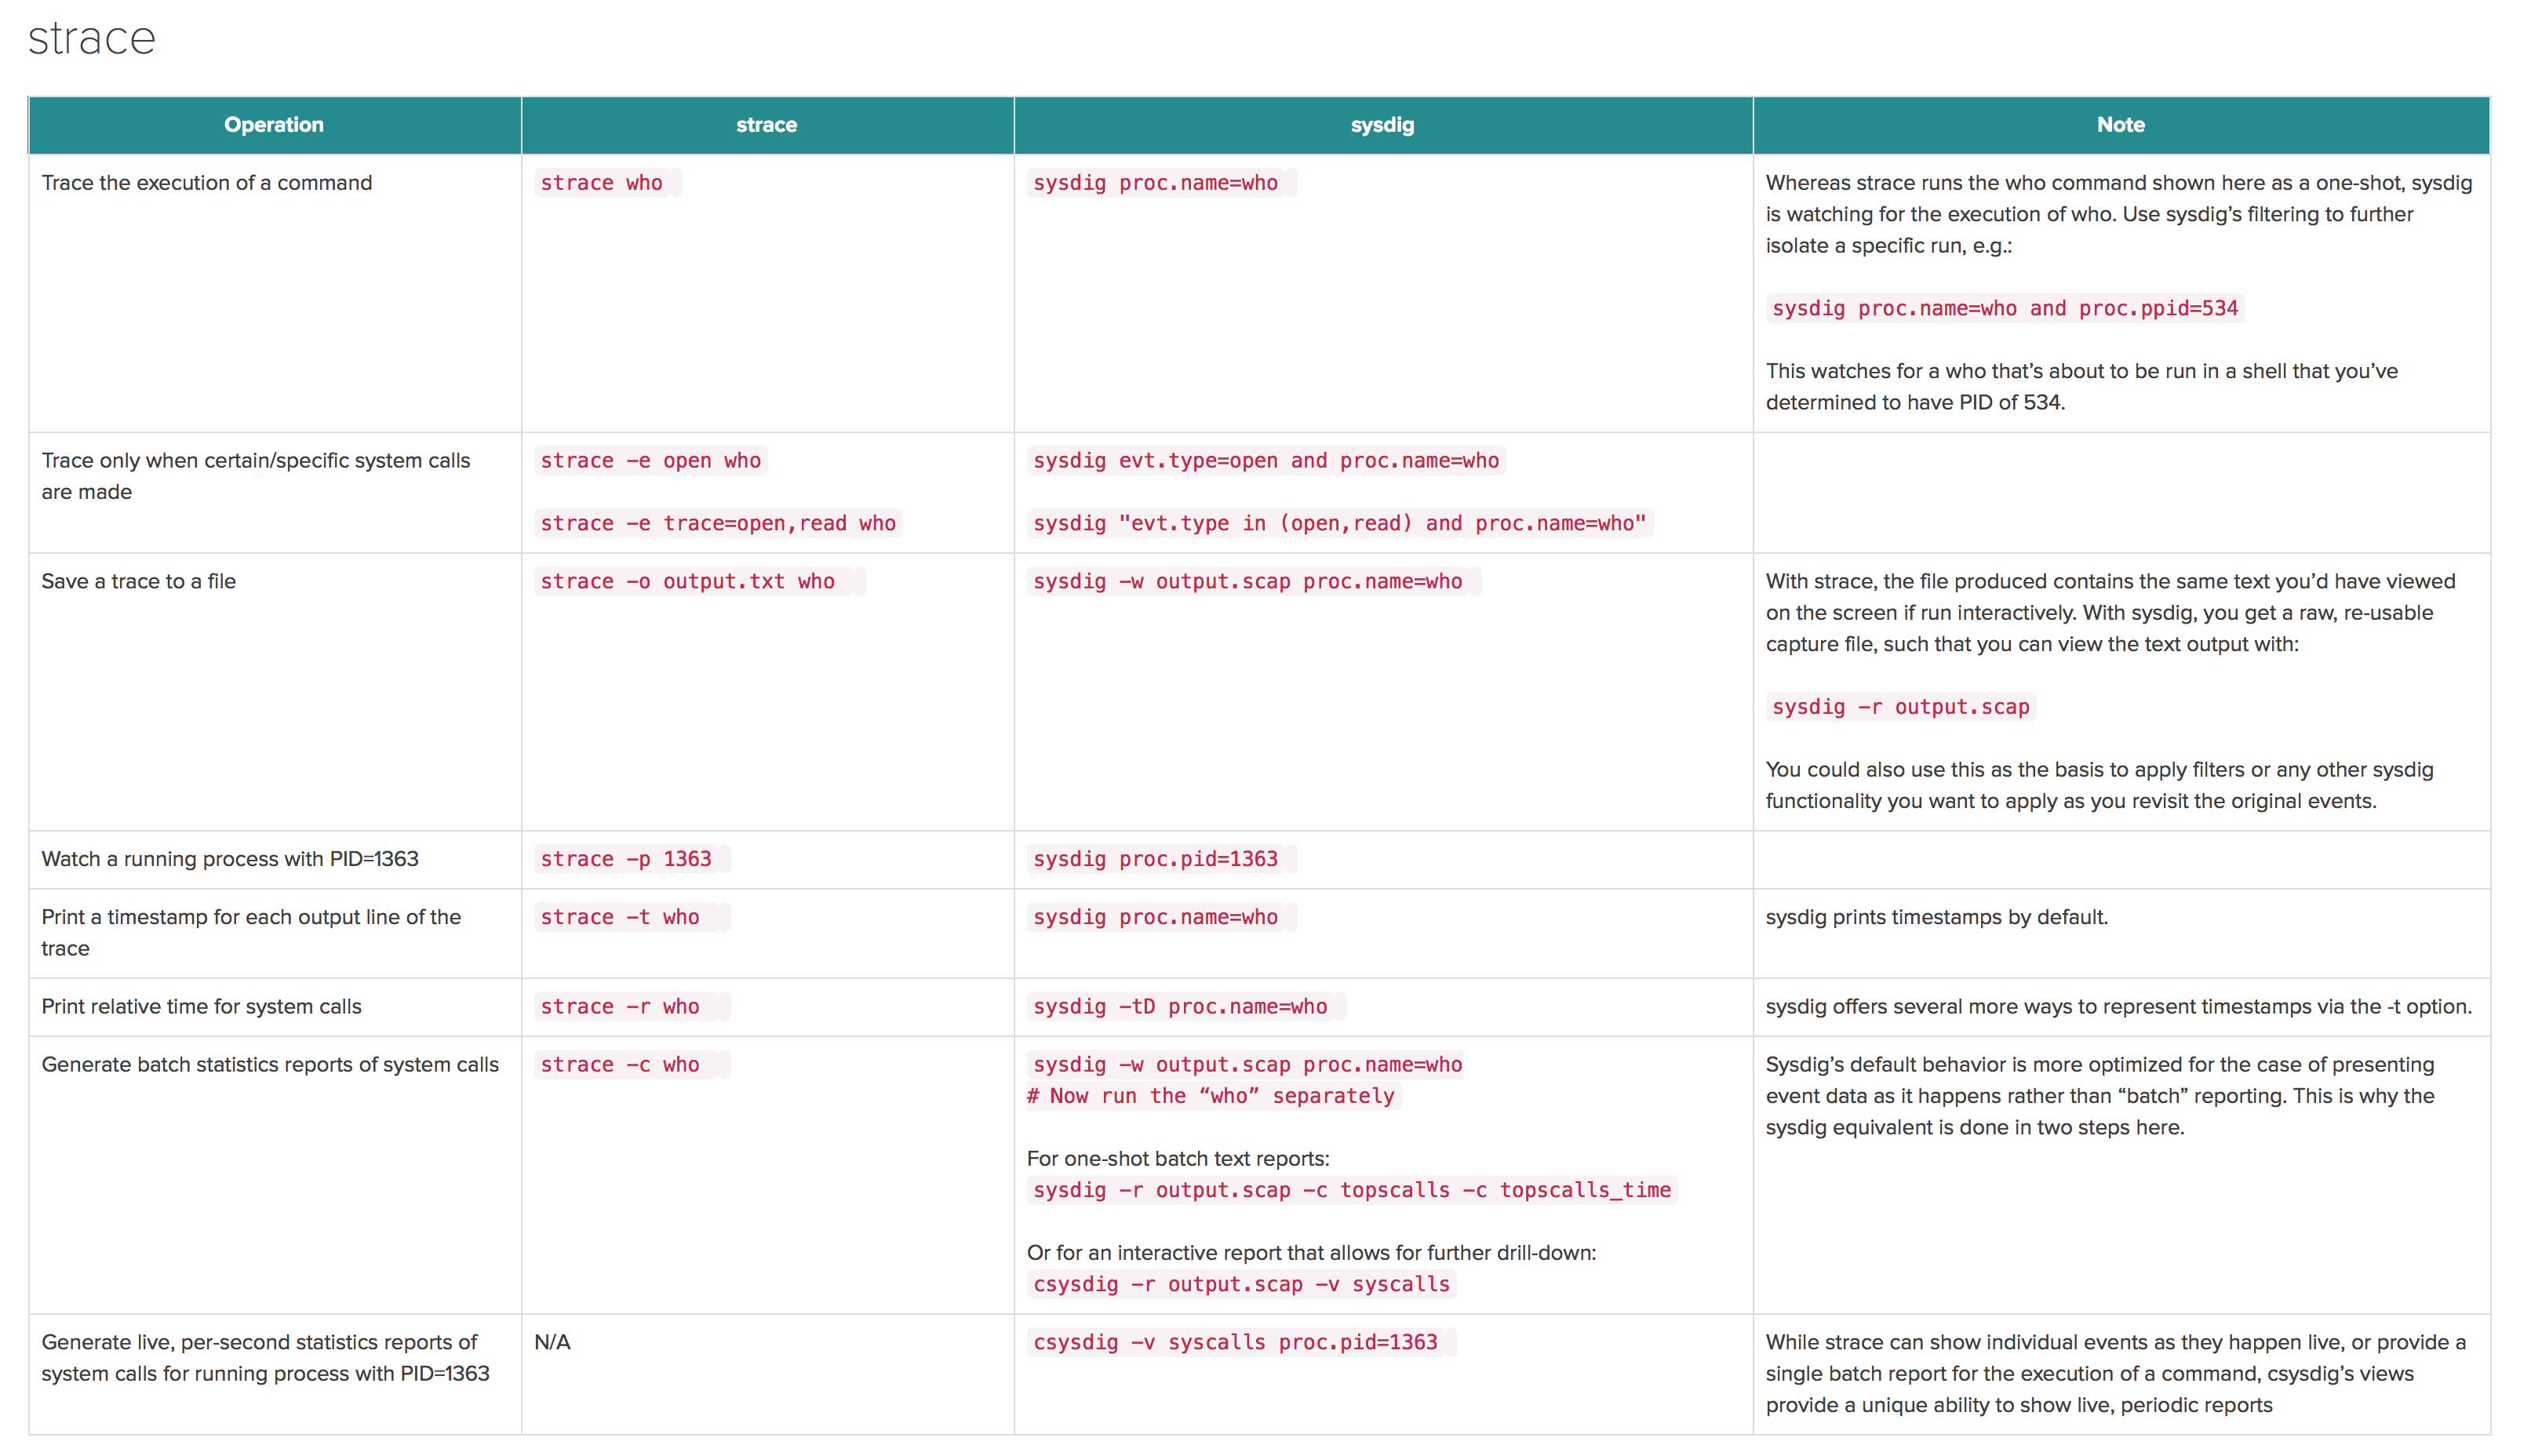 strace
Operation
strace
sysdig
Note
Trace the execution of a command
strace who
sysdig proc.name=who
Whereas strace runs the who command shown here as a one-shot, sysdig
is watching for the execution of who. Use sysdig’s filtering to further
isolate a specific run, e.g.:
sysdig proc.name=who and proc.ppid=534
This watches for a who that’s about to be run in a shell that you’ve
determined to have PID of 534.
Trace only when certain/specific system calls
are made
strace -e open who
strace -e trace=open,read who
sysdig evt.type=open and proc.name=who
sysdig "evt.type in (open,read) and proc.name=who"
Save a trace to a file
strace -o output.txt who
sysdig -w output.scap proc.name=who
With strace, the file produced contains the same text you’d have viewed
on the screen if run interactively. With sysdig, you get a raw, re-usable
capture file, such that you can view the text output with:
sysdig -r output.scap
You could also use this as the basis to apply filters or any other sysdig
functionality you want to apply as you revisit the original events.
Watch a running process with PID=1363
strace -p 1363
sysdig proc.pid=1363
Print a timestamp for each output line of the
trace
strace -t who
sysdig proc.name=who
sysdig prints timestamps by default.
Print relative time for system calls
strace -r who
sysdig -tD proc.name=who
sysdig offers several more ways to represent timestamps via the -t option.
Generate batch statistics reports of system calls
strace -c who
sysdig -w output.scap proc.name=who
# Now run the “who” separately
For one-shot batch text reports:
sysdig -r output.scap -c topscalls -c topscalls_time
Or for an interactive report that allows for further drill-down:
csysdig -r output.scap -v syscalls
Sysdig’s default behavior is more optimized for the case of presenting
event data as it happens rather than “batch” reporting. This is why the
sysdig equivalent is done in two steps here.
Generate live, per-second statistics reports of
system calls for running process with PID=1363
N/A
csysdig -v syscalls proc.pid=1363
While strace can show individual events as they happen live, or provide a
single batch report for the execution of a command, csysdig’s views
provide a unique ability to show live, periodic reports